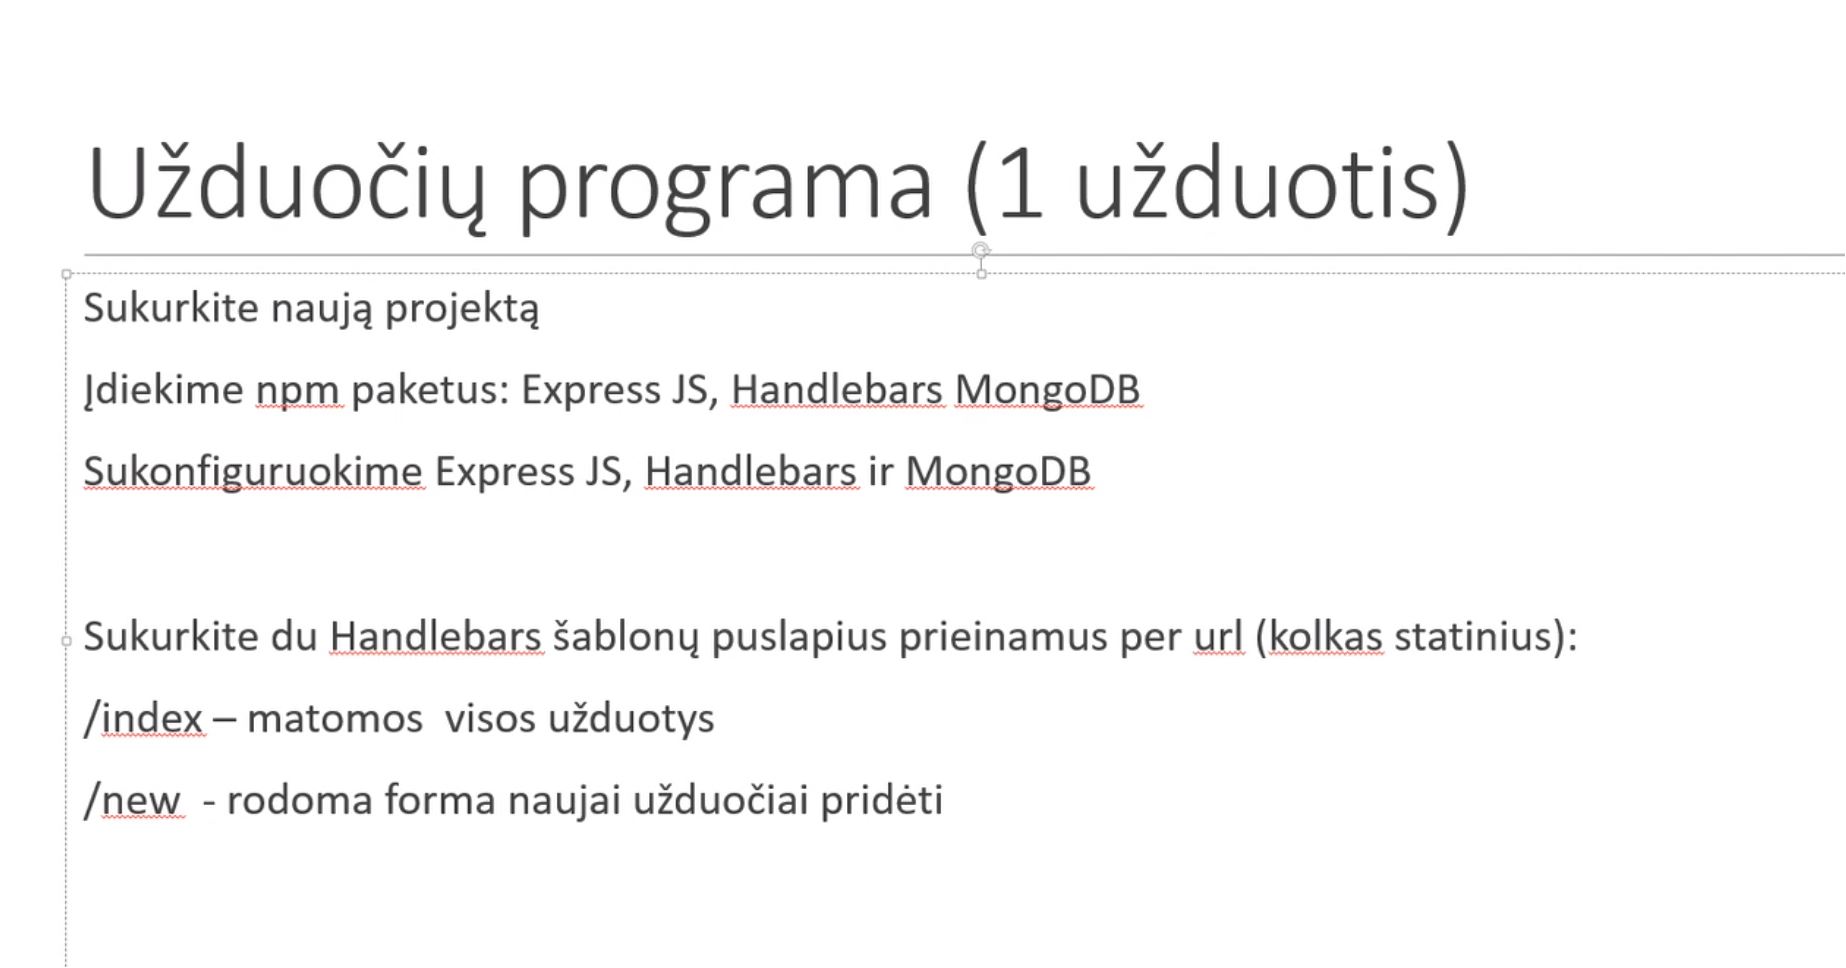 Užduočių programa (1 užduotis)
Sukurkite naują projektą
Įdiekime npm paketus: Express JS, Handlebars MongoDB
Sukonfiguruokime Express JS, Handlebars ir MongoDB
Sukurkite du Handlebars šablonų puslapius prieinamus per url (kolkas statinius):
/index – matomos  visos užduotys
/new  - rodoma forma naujai užduočiai pridėti